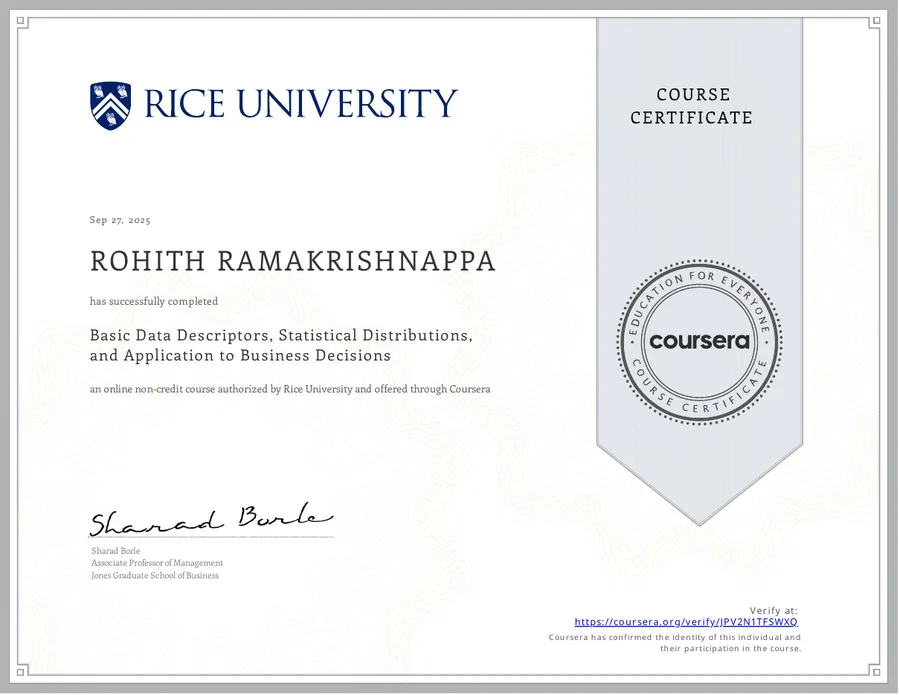 RICE UNIVERSITY
COURSE
CERTIFICATE
Sep 27, 2025
ROHITH RAMAKRISHNAPPA
has successfully completed
Basic Data Descriptors, Statistical Distributions,
and Application to Business Decisions
an online non-credit course authorized by Rice University and offered through Coursera
EDUCATION FOR EVERYONE
coursera
COURSE CERTIFICATE
Sharad Borle
Sharad Borle
Associate Professor of Management
Jones Graduate School of Business
Verify at:
https://coursera.org/verify/JPV2N1TFSWXQ
Coursera has confirmed the identity of this individual and
their participation in the course.